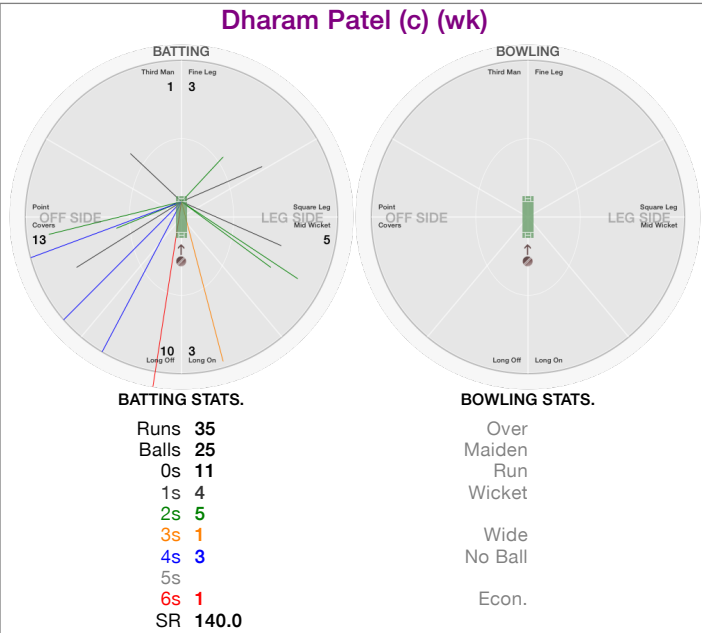 Dharam Patel (c) (wk)
BATTING
Third Man Fine Leg
1 3
Point
Covers
OFF SIDE
13
Square Leg
Mid Wicket
LEG SIDE
5
10 3
Long Off Long On
BATTING STATS.
Runs 35
Balls 25
0s 11
1s 4
2s 5
3s 1
4s 3
5s
6s 1
SR 140.0
BOWLING
Third Man Fine Leg
Point
Covers
OFF SIDE
Square Leg
Mid Wicket
LEG SIDE
Long Off Long On
BOWLING STATS.
Over
Maiden
Run
Wicket
Wide
No Ball
Econ.